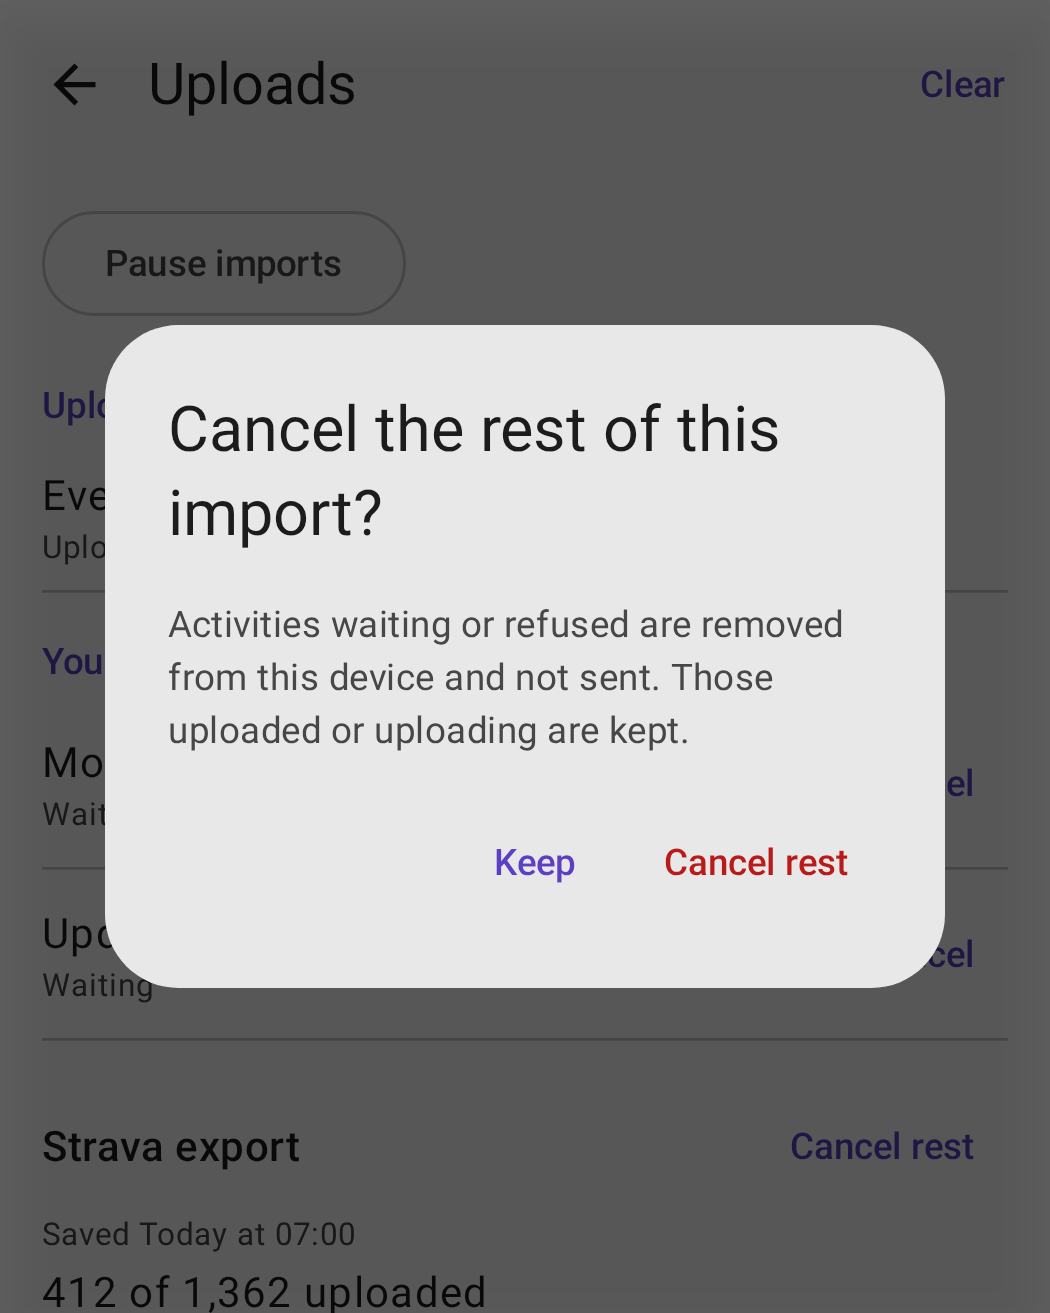 Uploads
Clear
Pause imports
Cancel the rest of this
import?
Activities waiting or refused are removed
from this device and not sent. Those
uploaded or uploading are kept.
Keep
Cancel rest
Waiting
Strava export
Cancel rest
Saved Today at 07:00
412 of 1,362 uploaded